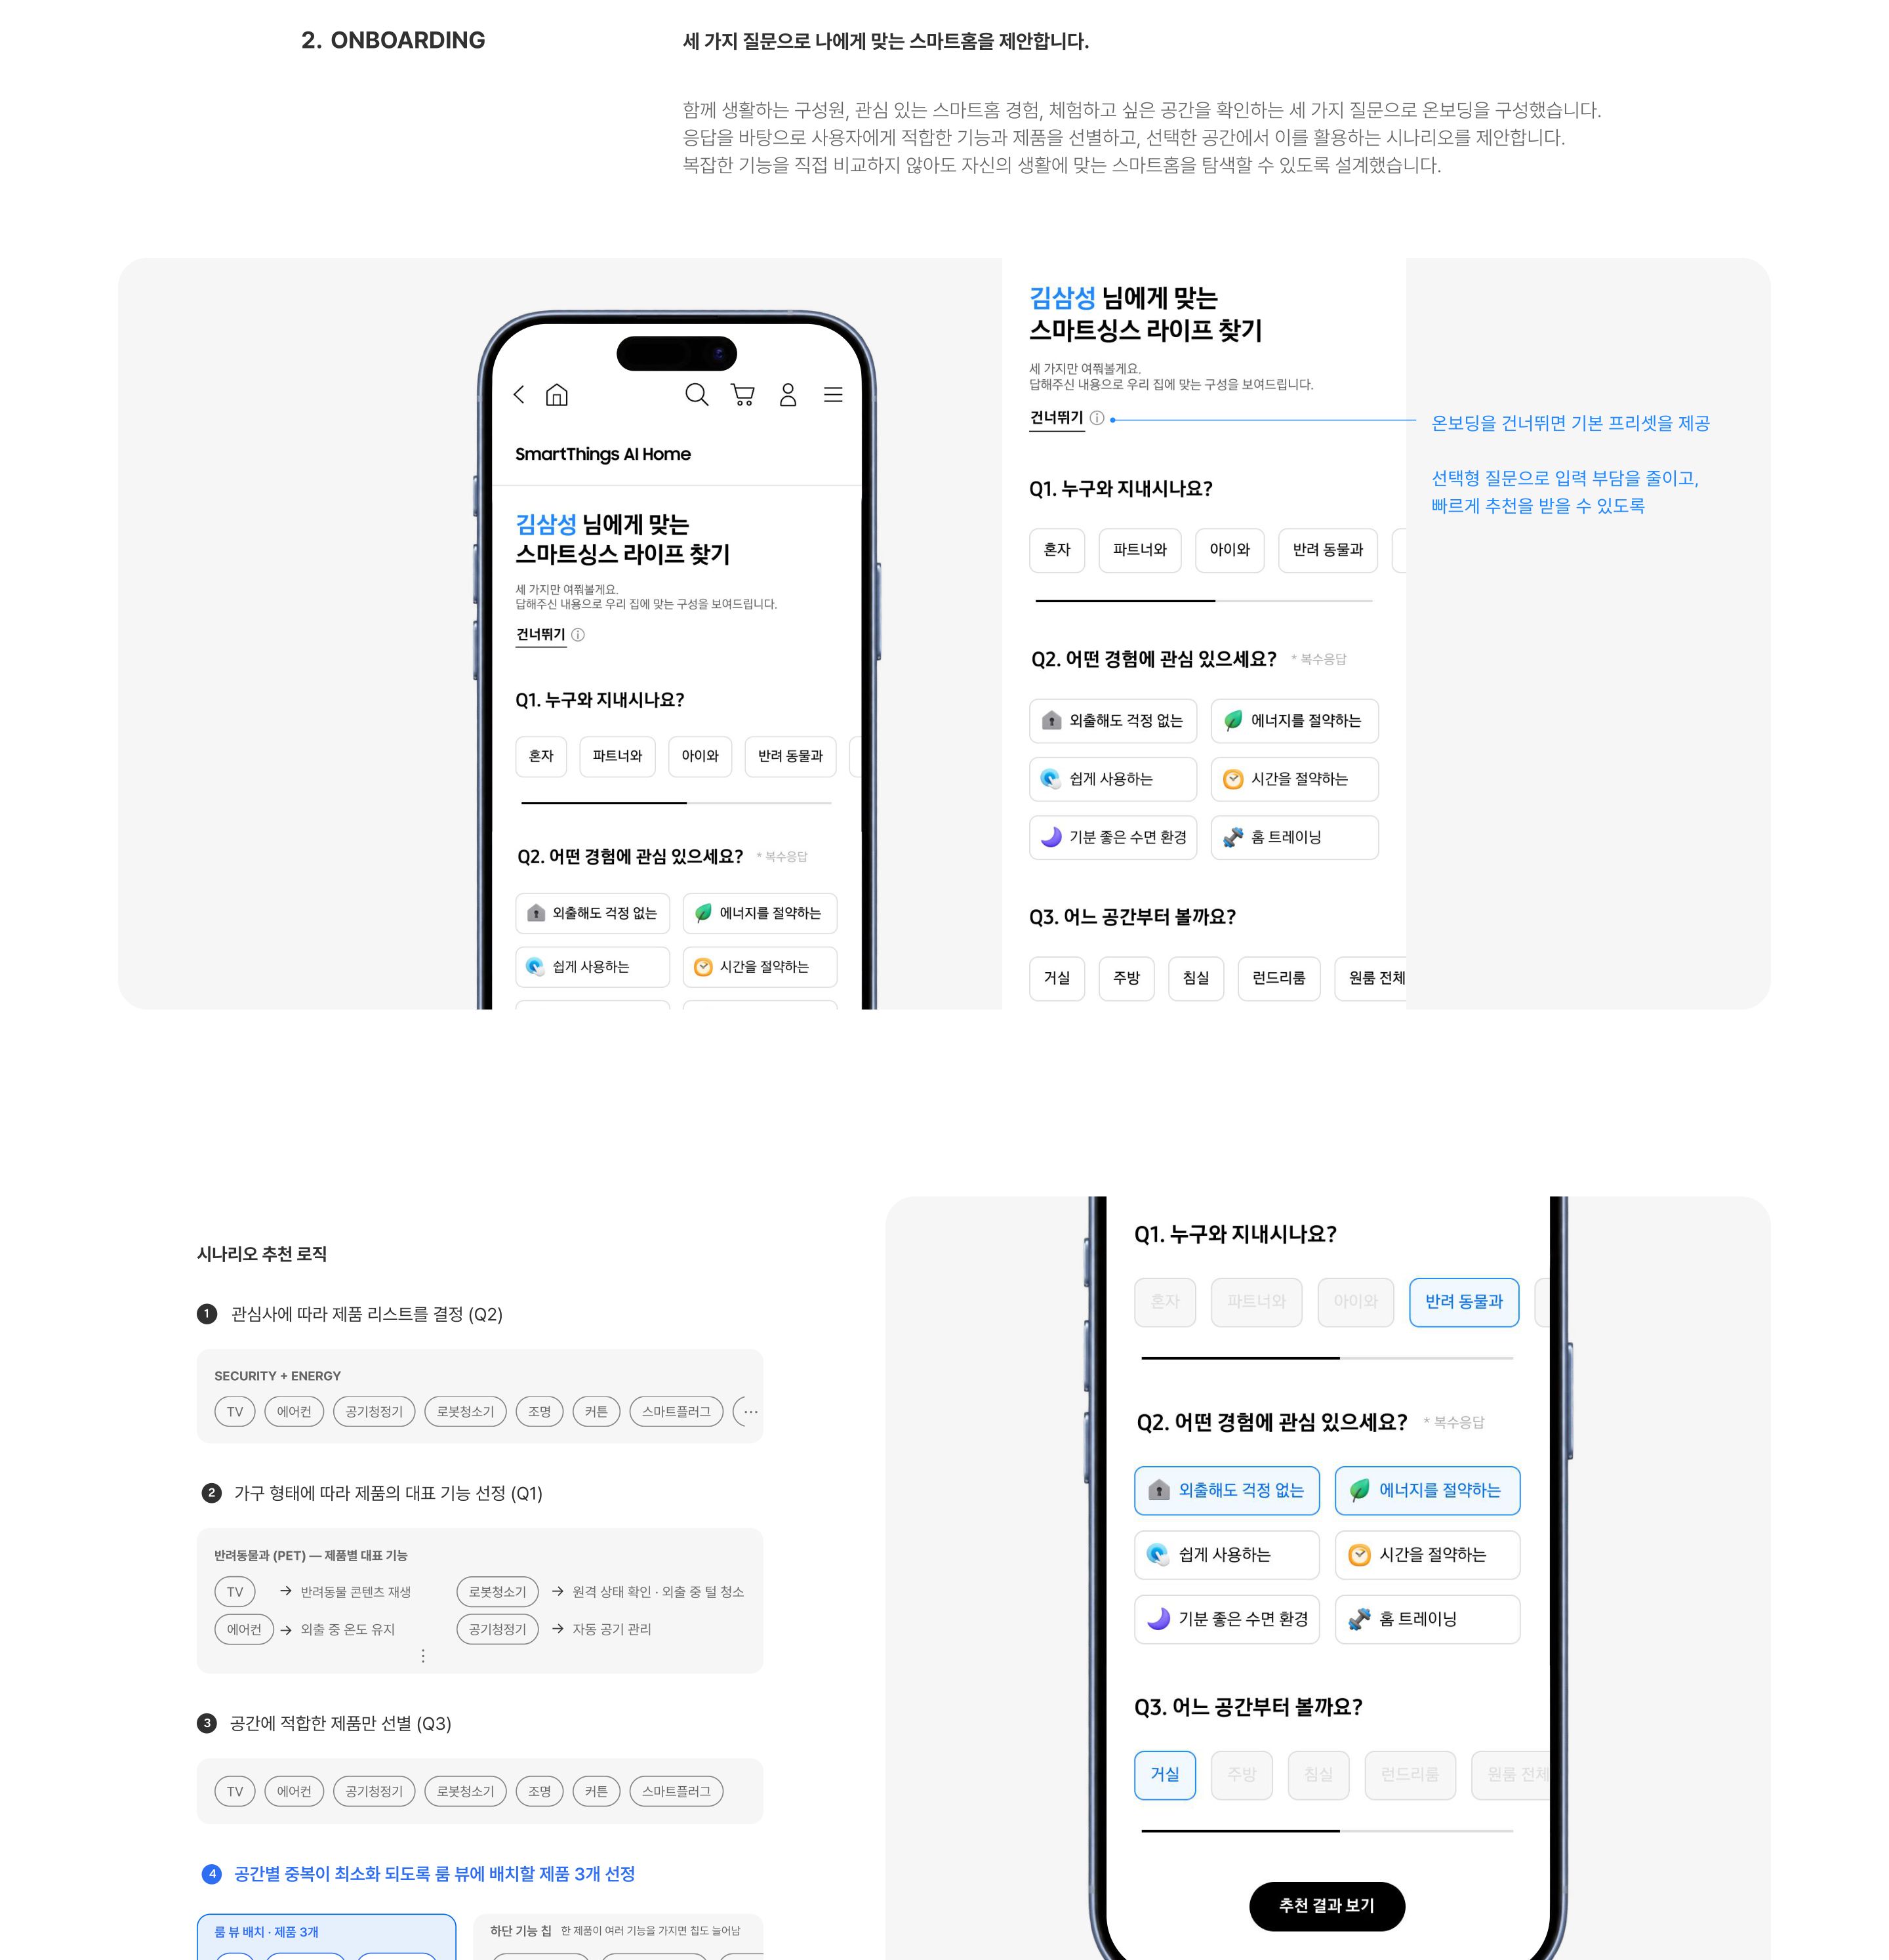 2. ONBOARDING
세 가지 질문으로 나에게 맞는 스마트홈을 제안합니다.
함께 생활하는 구성원, 관심 있는 스마트홈 경험, 체험하고 싶은 공간을 확인하는 세 가지 질문으로 온보딩을 구성했습니다.
응답을 바탕으로 사용자에게 적합한 기능과 제품을 선별하고, 선택한 공간에서 이를 활용하는 시나리오를 제안합니다.
복잡한 기능을 직접 비교하지 않아도 자신의 생활에 맞는 스마트홈을 탐색할 수 있도록 설계했습니다.
SmartThings AI Home
김삼성 님에게 맞는
스마트싱스 라이프 찾기
세 가지만 여쭤볼게요.
답해주신 내용으로 우리 집에 맞는 구성을 보여드립니다.
건너뛰기 ⓘ
Q1. 누구와 지내시나요?
혼자 파트너와 아이와 반려 동물과
Q2. 어떤 경험에 관심 있으세요? * 복수응답
외출해도 걱정 없는 에너지를 절약하는
쉽게 사용하는 시간을 절약하는
김삼성 님에게 맞는
스마트싱스 라이프 찾기
세 가지만 여쭤볼게요.
답해주신 내용으로 우리 집에 맞는 구성을 보여드립니다.
건너뛰기 ⓘ
Q1. 누구와 지내시나요?
혼자 파트너와 아이와 반려 동물과
Q2. 어떤 경험에 관심 있으세요? * 복수응답
외출해도 걱정 없는 에너지를 절약하는
쉽게 사용하는 시간을 절약하는
기분 좋은 수면 환경 홈 트레이닝
Q3. 어느 공간부터 볼까요?
거실 주방 침실 런드리룸 원룸 전체
온보딩을 건너뛰면 기본 프리셋을 제공
선택형 질문으로 입력 부담을 줄이고,
빠르게 추천을 받을 수 있도록
시나리오 추천 로직
1 관심사에 따라 제품 리스트를 결정 (Q2)
SECURITY + ENERGY
TV 에어컨 공기청정기 로봇청소기 조명 커튼 스마트플러그 ⋯
2 가구 형태에 따라 제품의 대표 기능 선정 (Q1)
반려동물과 (PET) — 제품별 대표 기능
TV → 반려동물 콘텐츠 재생 로봇청소기 → 원격 상태 확인 · 외출 중 털 청소
에어컨 → 외출 중 온도 유지 공기청정기 → 자동 공기 관리
⋮
3 공간에 적합한 제품만 선별 (Q3)
TV 에어컨 공기청정기 로봇청소기 조명 커튼 스마트플러그
4 공간별 중복이 최소화 되도록 룸 뷰에 배치할 제품 3개 선정
룸 뷰 배치 · 제품 3개
하단 기능 칩 한 제품이 여러 기능을 가지면 칩도 늘어남
Q1. 누구와 지내시나요?
혼자 파트너와 아이와 반려 동물과
Q2. 어떤 경험에 관심 있으세요? * 복수응답
외출해도 걱정 없는 에너지를 절약하는
쉽게 사용하는 시간을 절약하는
기분 좋은 수면 환경 홈 트레이닝
Q3. 어느 공간부터 볼까요?
거실 주방 침실 런드리룸 원룸 전체
추천 결과 보기